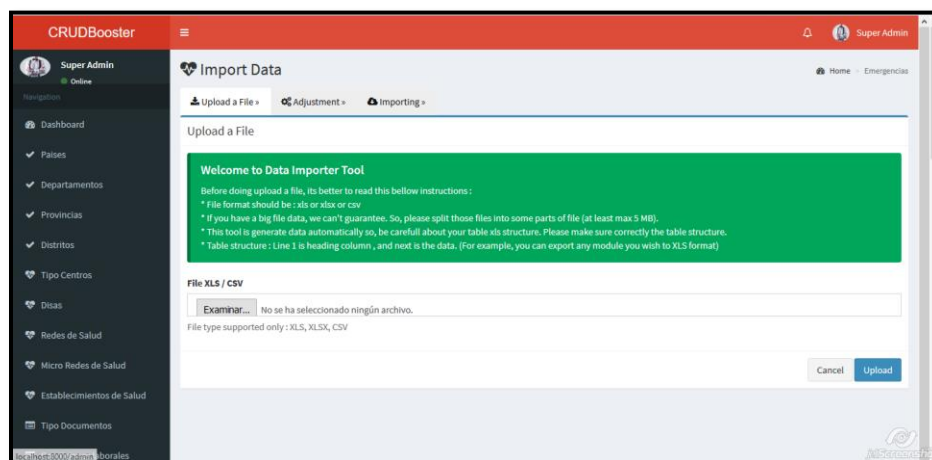 CRUDBooster
Super Admin
Super Admin
Online
Navigation
Dashboard
Paises
Departamentos
Provincias
Distritos
Tipo Centros
Disas
Redes de Salud
Micro Redes de Salud
Establecimientos de Salud
Tipo Documentos
localhost:3000/admin aborales
Import Data
Home > Emergencias
Upload a File »
Adjustment »
Importing »
Upload a File
Welcome to Data Importer Tool
Before doing upload a file, its better to read this bellow instructions :
* File format should be : xls or xlsx or csv
* If you have a big file data, we can't guarantee. So, please split those files into some parts of file (at least max 5 MB).
* This tool is generate data automatically so, be carefull about your table xls structure. Please make sure correctly the table structure.
* Table structure : Line 1 is heading column , and next is the data. (For example, you can export any module you wish to XLS format)
File XLS / CSV
Examinar... No se ha seleccionado ningún archivo.
File type supported only : XLS, XLSX, CSV
Cancel
Upload